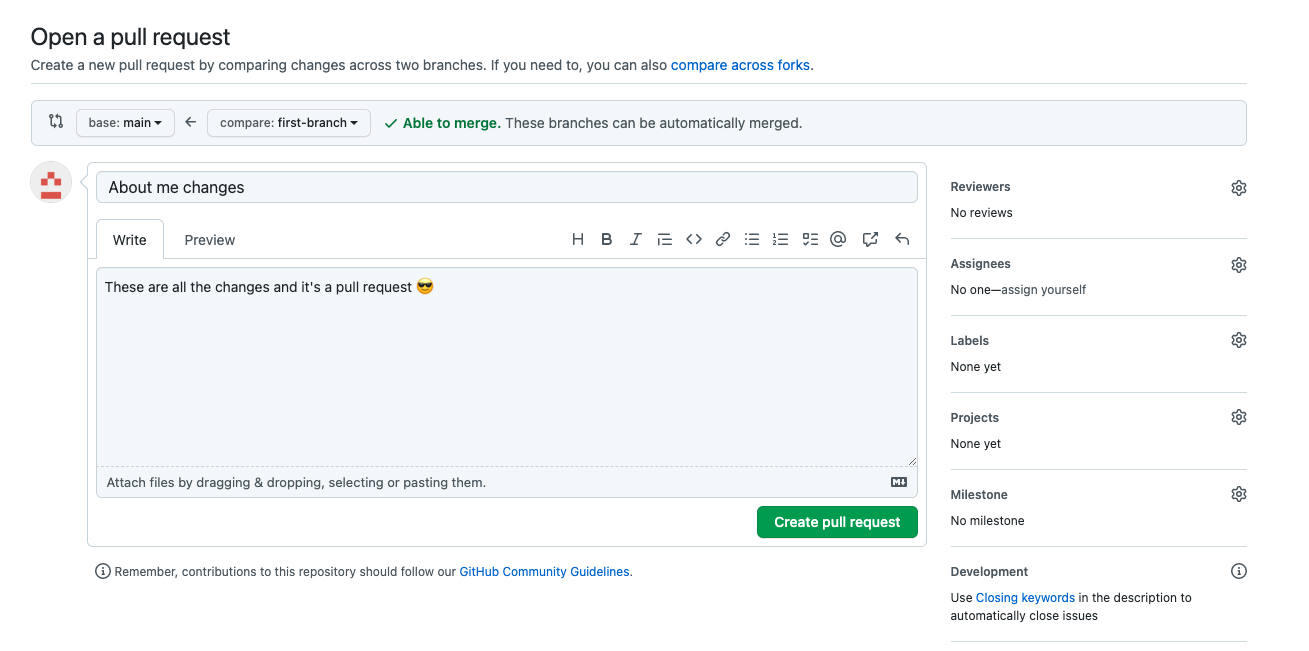 Open a pull request
Create a new pull request by comparing changes across two branches. If you need to, you can also compare across forks.
base: main
compare: first-branch
Able to merge. These branches can be automatically merged.
About me changes
Write
Preview
These are all the changes and it's a pull request 😎
Attach files by dragging & dropping, selecting or pasting them.
Create pull request
Remember, contributions to this repository should follow our GitHub Community Guidelines.
Reviewers
No reviews
Assignees
No one—assign yourself
Labels
None yet
Projects
None yet
Milestone
No milestone
Development
Use Closing keywords in the description to
automatically close issues